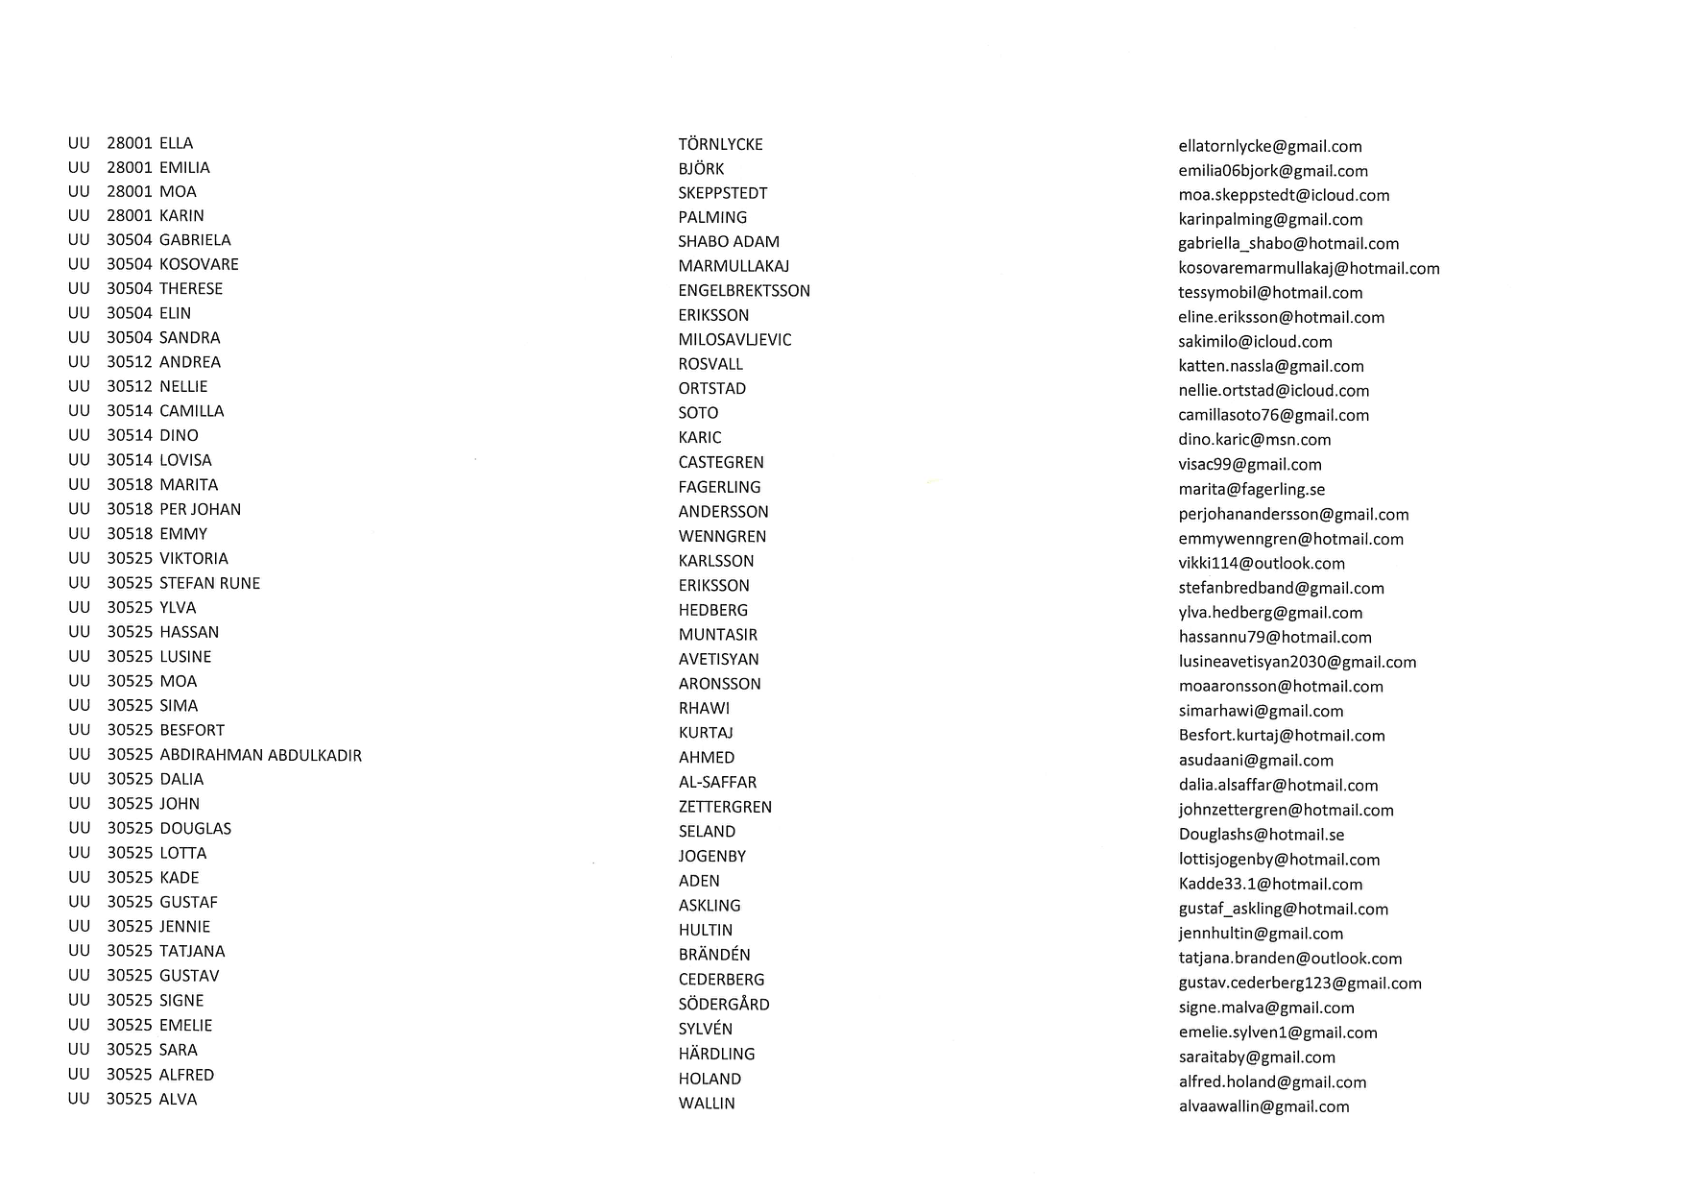 UU 28001 ELLA TÖRNLYCKE ellatornlycke@gmail.com
UU 28001 EMILIA BJÖRK emilia06bjork@gmail.com
UU 28001 MOA SKEPPSTEDT moa.skeppstedt@icloud.com
UU 28001 KARIN PALMING karinpalming@gmail.com
UU 30504 GABRIELA SHABO ADAM gabriella_shabo@hotmail.com
UU 30504 KOSOVARE MARMULLAKAJ kosovaremarmullakaj@hotmail.com
UU 30504 THERESE ENGELBREKTSSON tessymobil@hotmail.com
UU 30504 ELIN ERIKSSON eline.eriksson@hotmail.com
UU 30504 SANDRA MILOSAVLJEVIC sakimilo@icloud.com
UU 30512 ANDREA ROSVALL katten.nassla@gmail.com
UU 30512 NELLIE ORTSTAD nellie.ortstad@icloud.com
UU 30514 CAMILLA SOTO camillasoto76@gmail.com
UU 30514 DINO KARIC dino.karic@msn.com
UU 30514 LOVISA CASTEGREN visac99@gmail.com
UU 30518 MARITA FAGERLING marita@fagerling.se
UU 30518 PER JOHAN ANDERSSON perjohanandersson@gmail.com
UU 30518 EMMY WENNGREN emmywenngren@hotmail.com
UU 30525 VIKTORIA KARLSSON vikki114@outlook.com
UU 30525 STEFAN RUNE ERIKSSON stefanbredband@gmail.com
UU 30525 YLVA HEDBERG ylva.hedberg@gmail.com
UU 30525 HASSAN MUNTASIR hassannu79@hotmail.com
UU 30525 LUSINE AVETISYAN lusineavetisyan2030@gmail.com
UU 30525 MOA ARONSSON moaaronsson@hotmail.com
UU 30525 SIMA RHAWI simarhawi@gmail.com
UU 30525 BESFORT KURTAJ Besfort.kurtaj@hotmail.com
UU 30525 ABDIRAHMAN ABDULKADIR AHMED asudaani@gmail.com
UU 30525 DALIA AL-SAFFAR dalia.alsaffar@hotmail.com
UU 30525 JOHN ZETTERGREN johnzettergren@hotmail.com
UU 30525 DOUGLAS SELAND Douglashs@hotmail.se
UU 30525 LOTTA JOGENBY lottisjogenby@hotmail.com
UU 30525 KADE ADEN Kadde33.1@hotmail.com
UU 30525 GUSTAF ASKLING gustaf_askling@hotmail.com
UU 30525 JENNIE HULTIN jennhultin@gmail.com
UU 30525 TATJANA BRÄNDÉN tatjana.branden@outlook.com
UU 30525 GUSTAV CEDERBERG gustav.cederberg123@gmail.com
UU 30525 SIGNE SÖDERGÅRD signe.malva@gmail.com
UU 30525 EMELIE SYLVÉN emelie.sylven1@gmail.com
UU 30525 SARA HÄRDLING saraitaby@gmail.com
UU 30525 ALFRED HOLAND alfred.holand@gmail.com
UU 30525 ALVA WALLIN alvaawallin@gmail.com